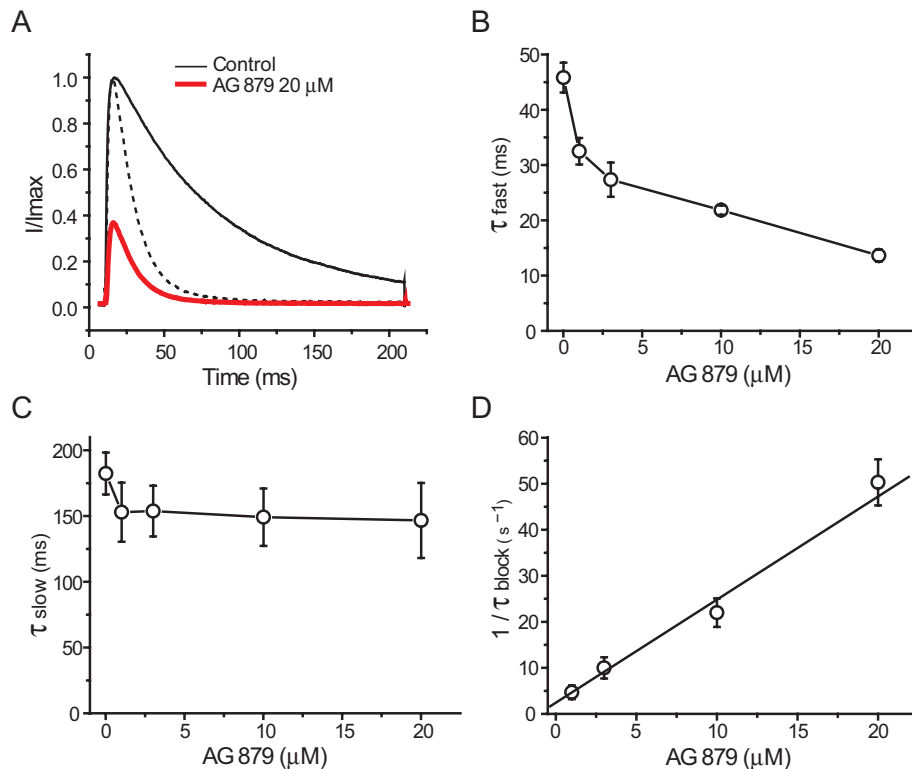 A
Control
AG 879 20 μM
1.0
0.8
0.6
0.4
0.2
0.0
I/Imax
0 50 100 150 200
Time (ms)
B
50
40
30
20
10
0
τ fast (ms)
0 5 10 15 20
AG 879 (μM)
C
200
150
100
50
0
τ slow (ms)
0 5 10 15 20
AG 879 (μM)
D
60
50
40
30
20
10
0
1 / τ block (s⁻¹)
0 5 10 15 20
AG 879 (μM)